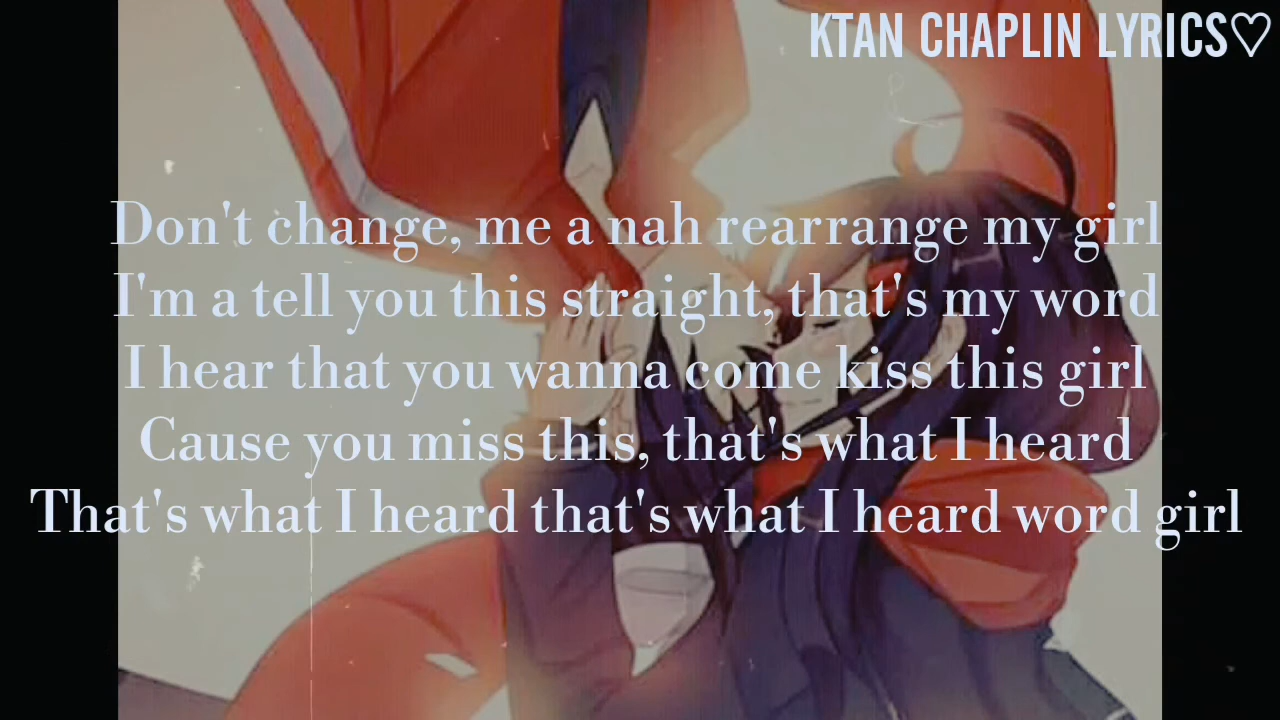 KTAN CHAPLIN LYRICS♡
Don't change, me a nah rearrange my girl
I'm a tell you this straight, that's my word
I hear that you wanna come kiss this girl
Cause you miss this, that's what I heard
That's what I heard that's what I heard word girl